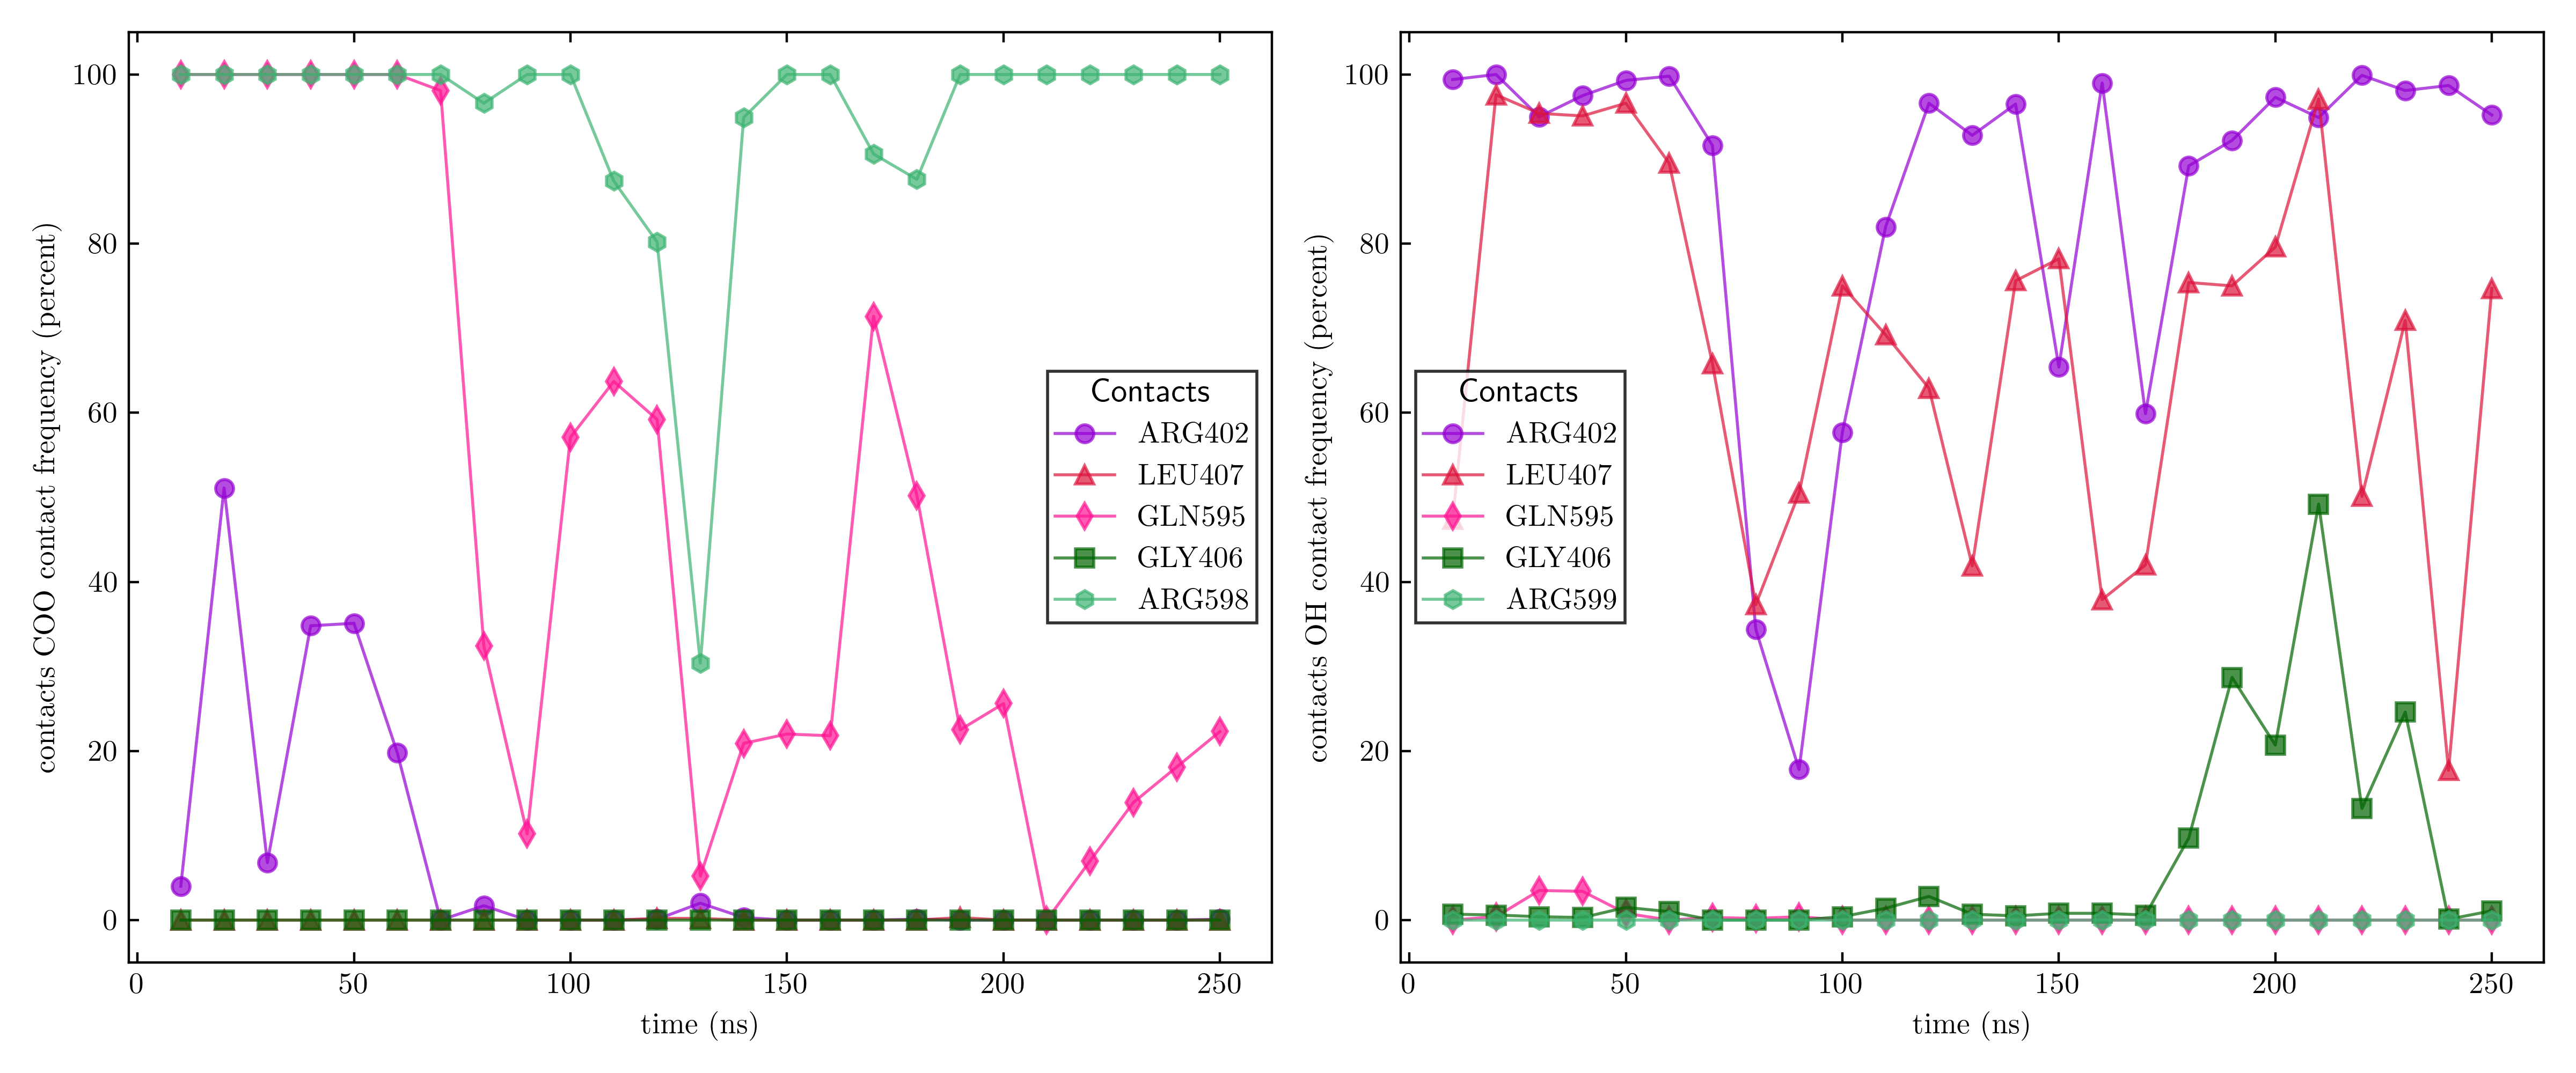 contacts COO contact frequency (percent)
100
80
60
40
20
0
0 50 100 150 200 250
time (ns)
Contacts
ARG402
LEU407
GLN595
GLY406
ARG598
contacts OH contact frequency (percent)
100
80
60
40
20
0
0 50 100 150 200 250
time (ns)
Contacts
ARG402
LEU407
GLN595
GLY406
ARG599